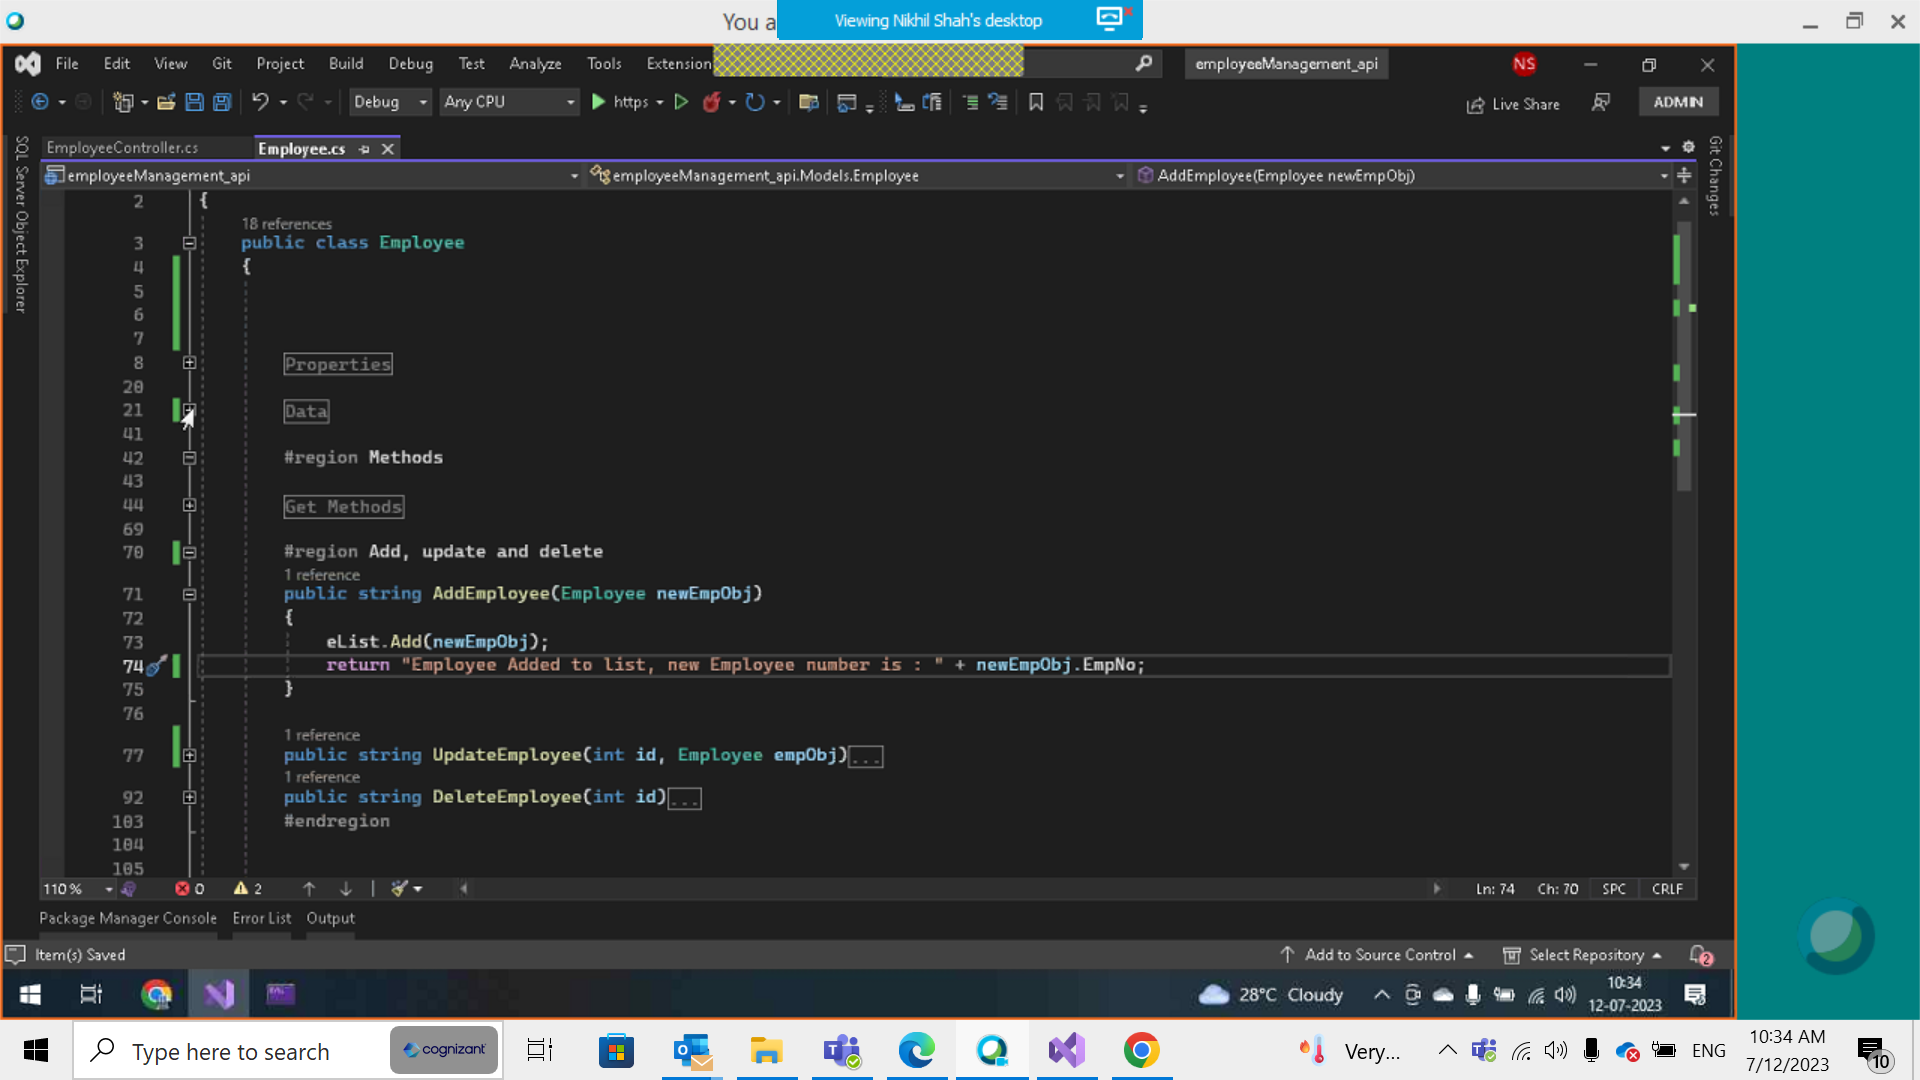 You a
Viewing Nikhil Shah's desktop
File Edit View Git Project Build Debug Test Analyze Tools Extension
employeeManagement_api
NS
Debug Any CPU https Live Share ADMIN
SQL Server Object Explorer
Git Changes
EmployeeController.cs Employee.cs
employeeManagement_api employeeManagement_api.Models.Employee AddEmployee(Employee newEmpObj)
2 {
18 references
3 public class Employee
4 {
5
6
7
8 Properties
20
21 Data
41
42 #region Methods
43
44 Get Methods
69
70 #region Add, update and delete
1 reference
71 public string AddEmployee(Employee newEmpObj)
72 {
73 eList.Add(newEmpObj);
74 return "Employee Added to list, new Employee number is : " + newEmpObj.EmpNo;
75 }
76
1 reference
77 public string UpdateEmployee(int id, Employee empObj)...
1 reference
92 public string DeleteEmployee(int id)...
103 #endregion
104
105
110 % 0 2 Ln: 74 Ch: 70 SPC CRLF
Package Manager Console Error List Output
Item(s) Saved Add to Source Control Select Repository 2
28°C Cloudy 10:34
12-07-2023
Type here to search cognizant Very... ENG 10:34 AM
7/12/2023 10